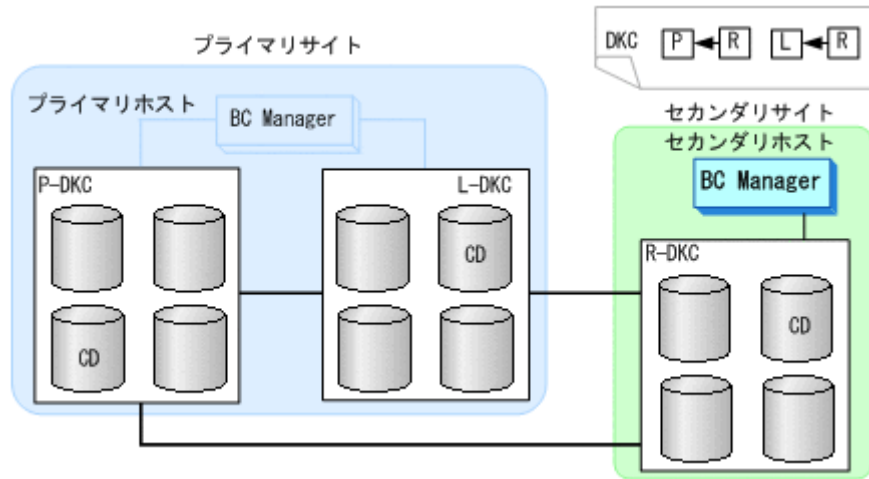 プライマリサイト
DKC P R L R
プライマリホスト
BC Manager
セカンダリサイト
セカンダリホスト
BC Manager
P-DKC
L-DKC
CD
CD
R-DKC
CD